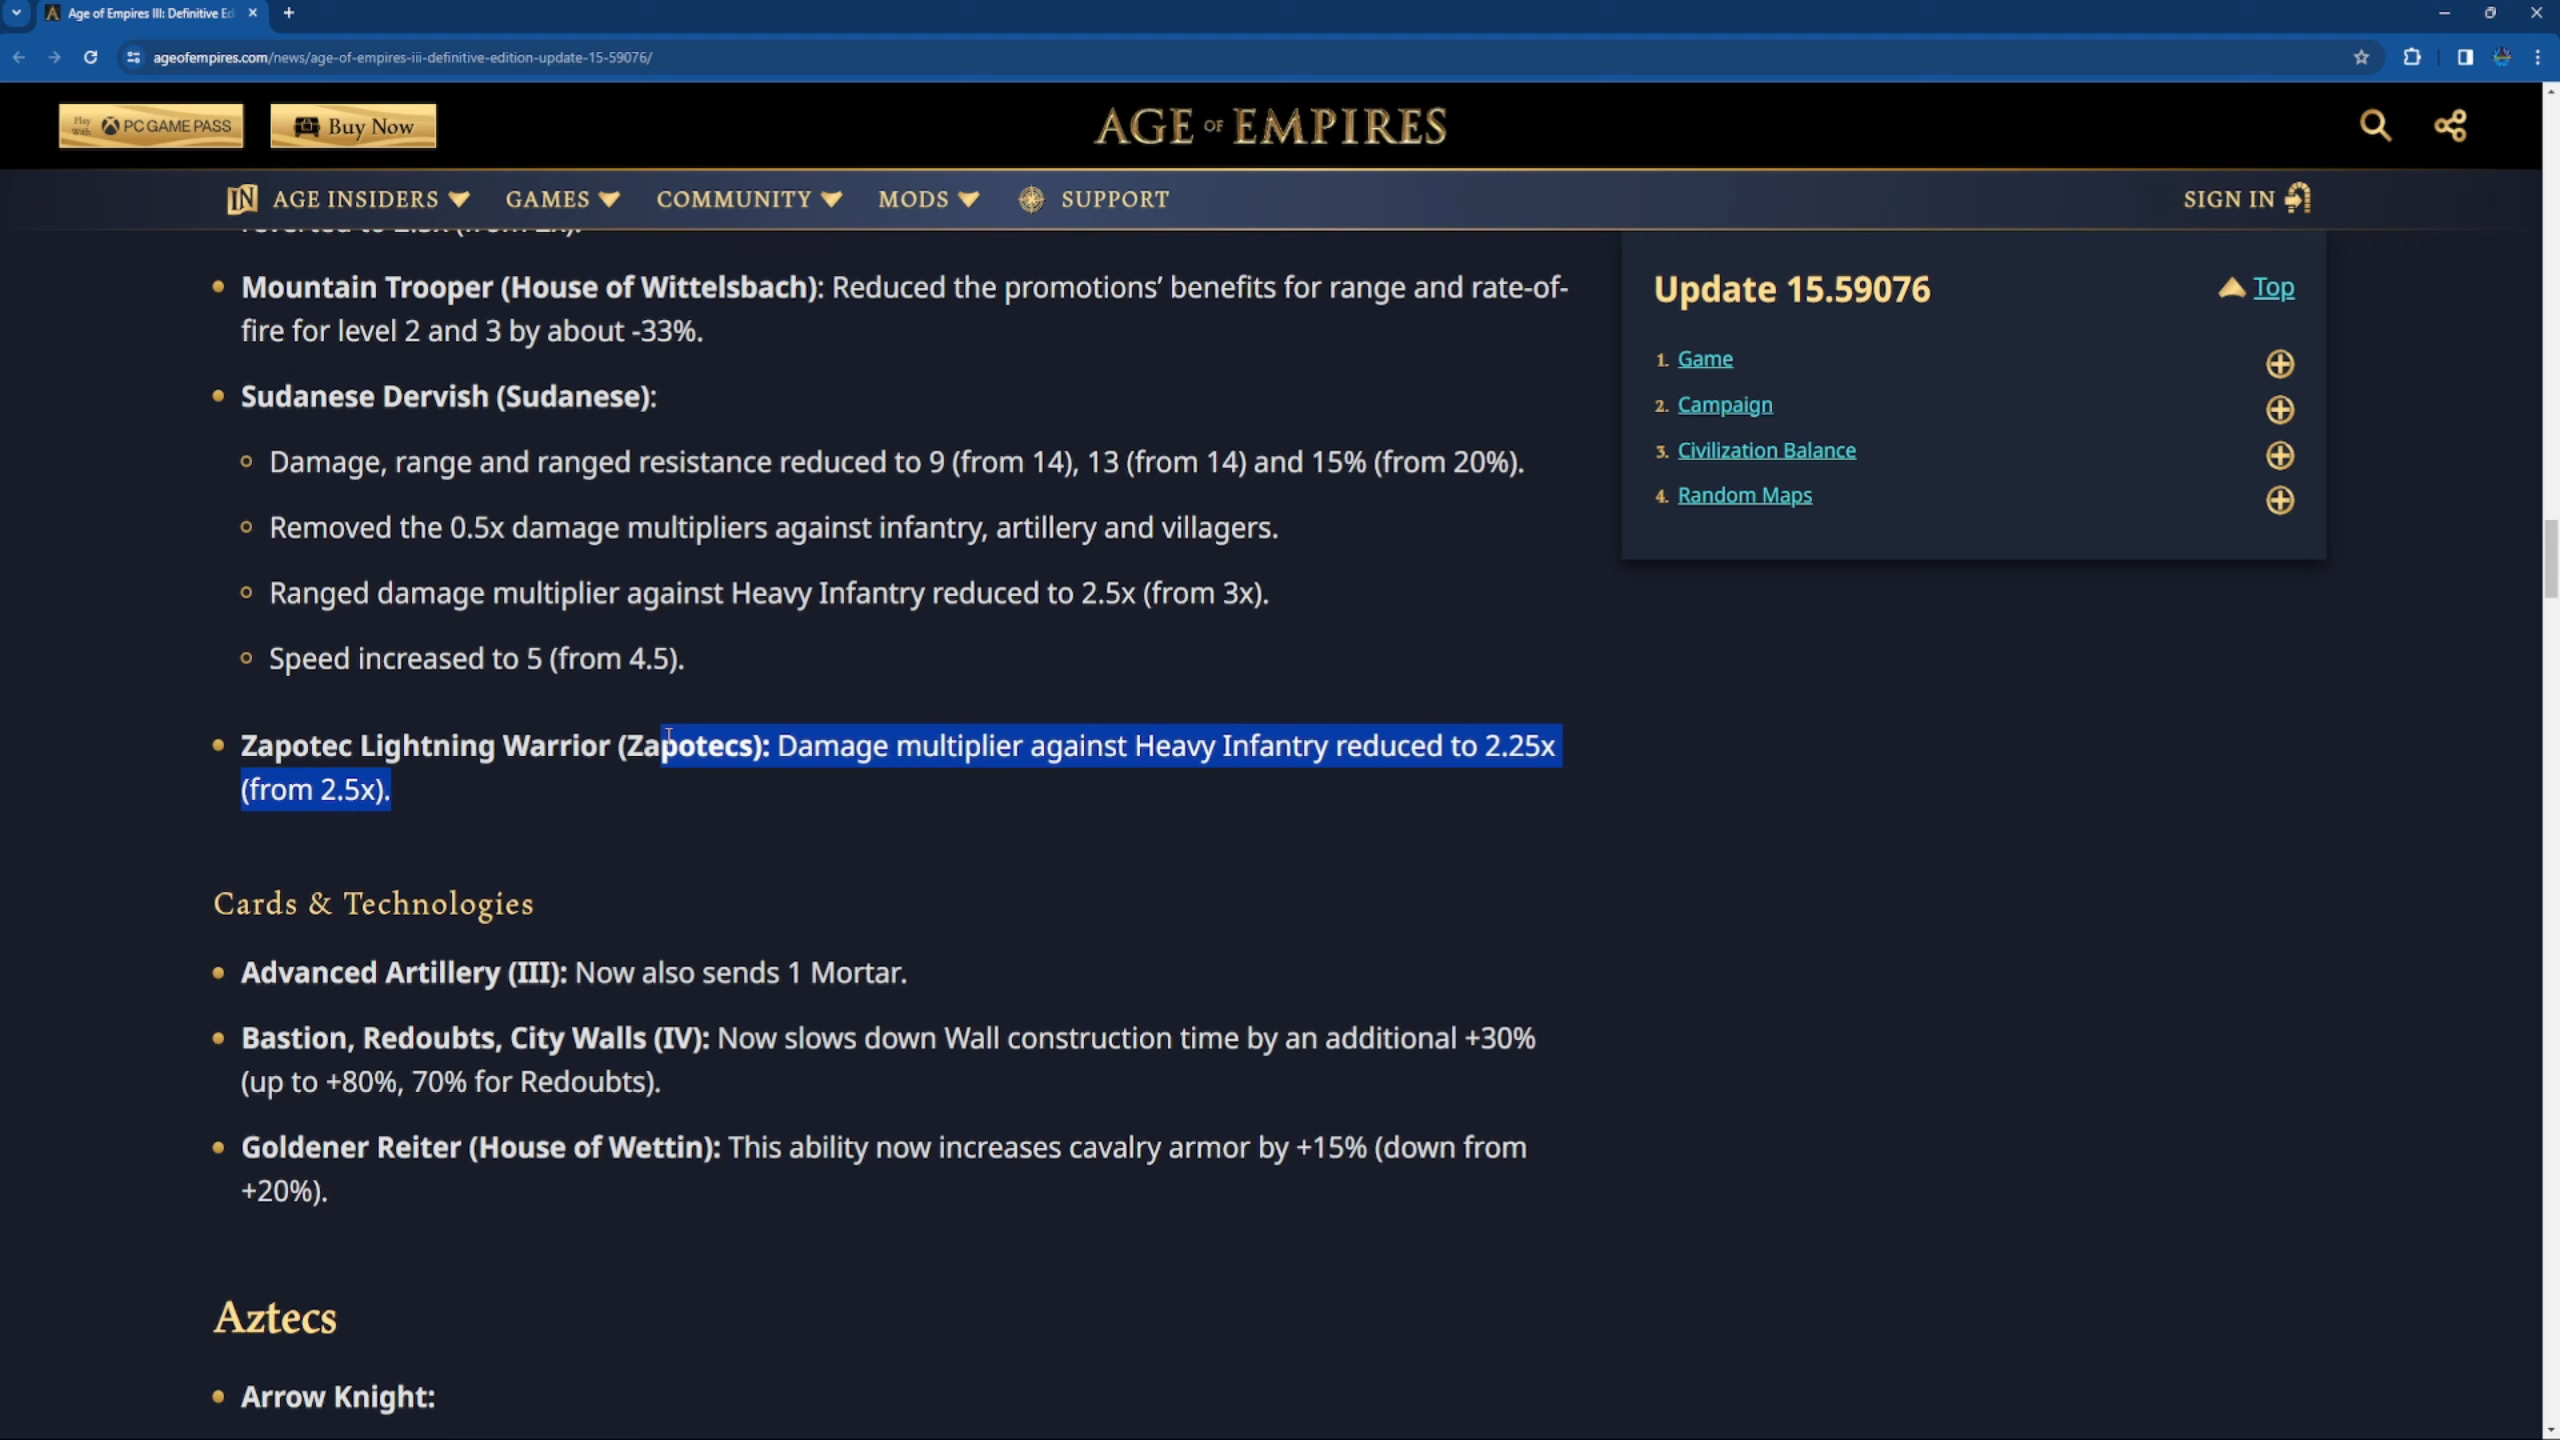 Age of Empires III: Definitive Ed
ageofempires.com/news/age-of-empires-iii-definitive-edition-update-15-59076/
Play With PC GAME PASS
Buy Now
AGE OF EMPIRES
IN AGE INSIDERS
GAMES
COMMUNITY
MODS
SUPPORT
SIGN IN
Mountain Trooper (House of Wittelsbach): Reduced the promotions’ benefits for range and rate-of-
fire for level 2 and 3 by about -33%.
Sudanese Dervish (Sudanese):
Damage, range and ranged resistance reduced to 9 (from 14), 13 (from 14) and 15% (from 20%).
Removed the 0.5x damage multipliers against infantry, artillery and villagers.
Ranged damage multiplier against Heavy Infantry reduced to 2.5x (from 3x).
Speed increased to 5 (from 4.5).
Zapotec Lightning Warrior (Zapotecs): Damage multiplier against Heavy Infantry reduced to 2.25x
(from 2.5x).
Cards & Technologies
Advanced Artillery (III): Now also sends 1 Mortar.
Bastion, Redoubts, City Walls (IV): Now slows down Wall construction time by an additional +30%
(up to +80%, 70% for Redoubts).
Goldener Reiter (House of Wettin): This ability now increases cavalry armor by +15% (down from
+20%).
Aztecs
Arrow Knight:
Update 15.59076
Top
1. Game
2. Campaign
3. Civilization Balance
4. Random Maps